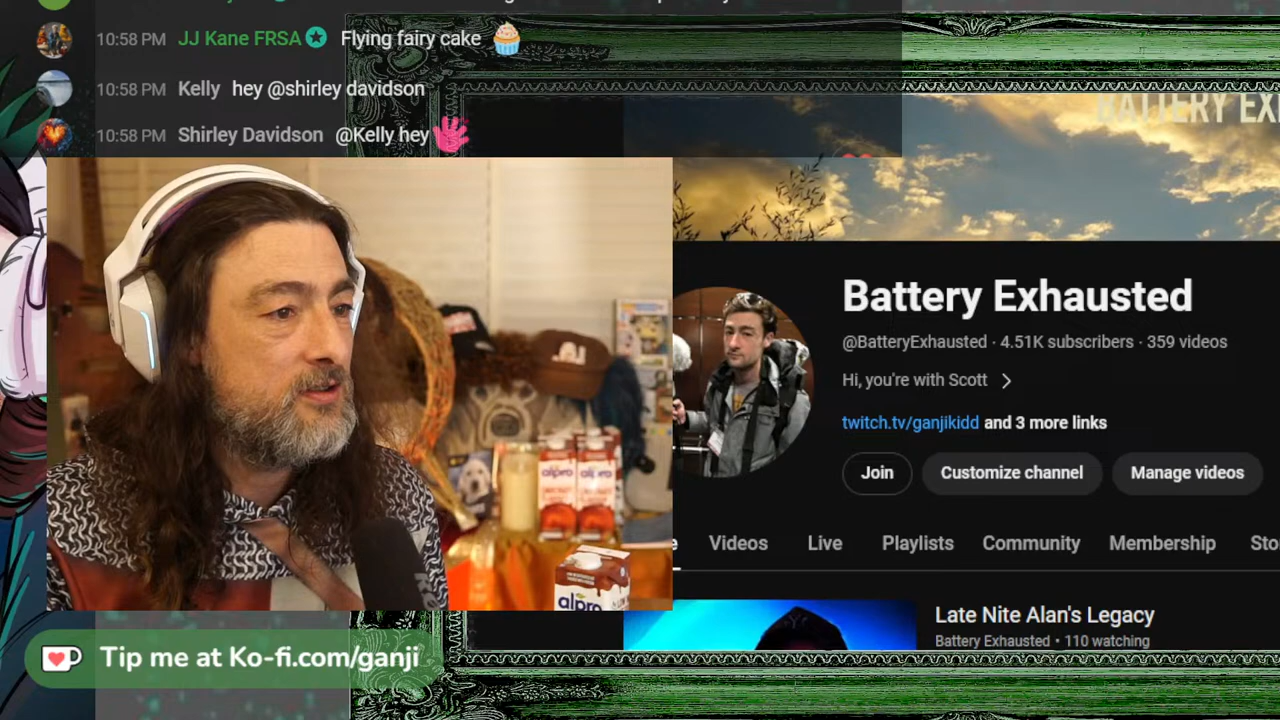 10:58 PM JJ Kane FRSA Flying fairy cake
10:58 PM Kelly hey @shirley davidson
10:58 PM Shirley Davidson @Kelly hey
BATTERY EX
Battery Exhausted
@BatteryExhausted · 4.51K subscribers · 359 videos
Hi, you're with Scott
twitch.tv/ganjikidd and 3 more links
Join Customize channel Manage videos
Videos Live Playlists Community Membership Sto
alpro alpro
alpro
Late Nite Alan's Legacy
Battery Exhausted • 110 watching
Tip me at Ko-fi.com/ganji